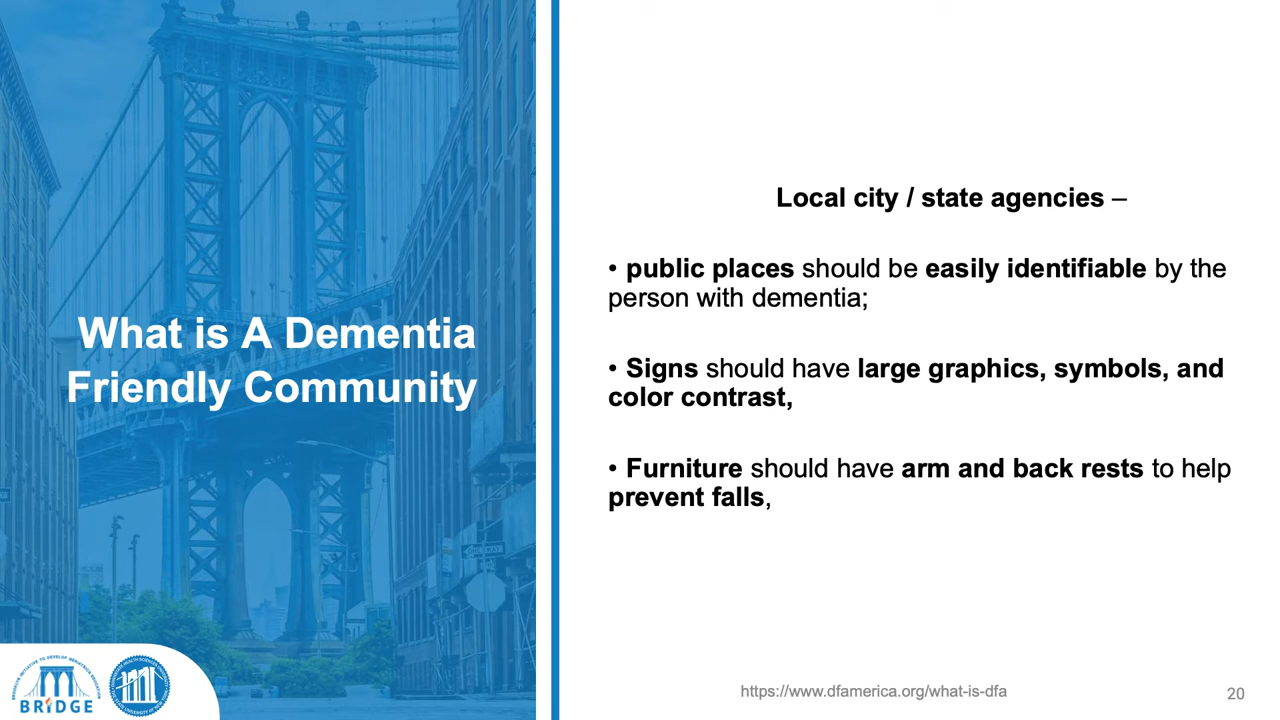 What is A Dementia
Friendly Community
Local city / state agencies –
• public places should be easily identifiable by the
person with dementia;
• Signs should have large graphics, symbols, and
color contrast,
• Furniture should have arm and back rests to help
prevent falls,
BRIDGE
https://www.dfamerica.org/what-is-dfa
20